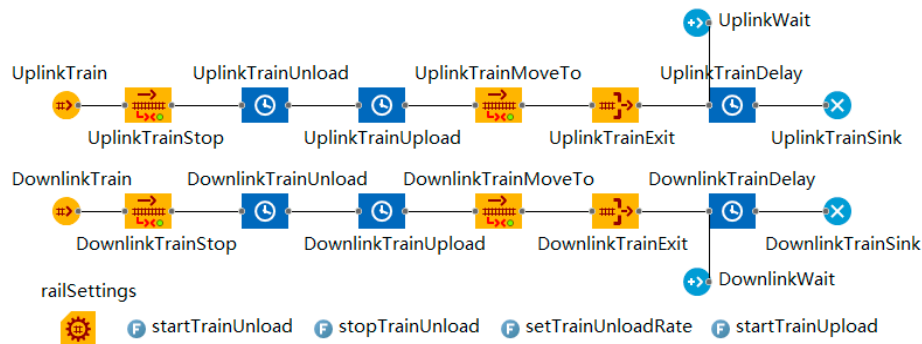 UplinkWait
UplinkTrain UplinkTrainUnload UplinkTrainMoveTo UplinkTrainDelay
UplinkTrainStop UplinkTrainUpload UplinkTrainExit UplinkTrainSink
DownlinkTrain DownlinkTrainUnload DownlinkTrainMoveTo DownlinkTrainDelay
DownlinkTrainStop DownlinkTrainUpload DownlinkTrainExit DownlinkTrainSink
DownlinkWait
railSettings
F startTrainUnload F stopTrainUnload F setTrainUnloadRate F startTrainUpload